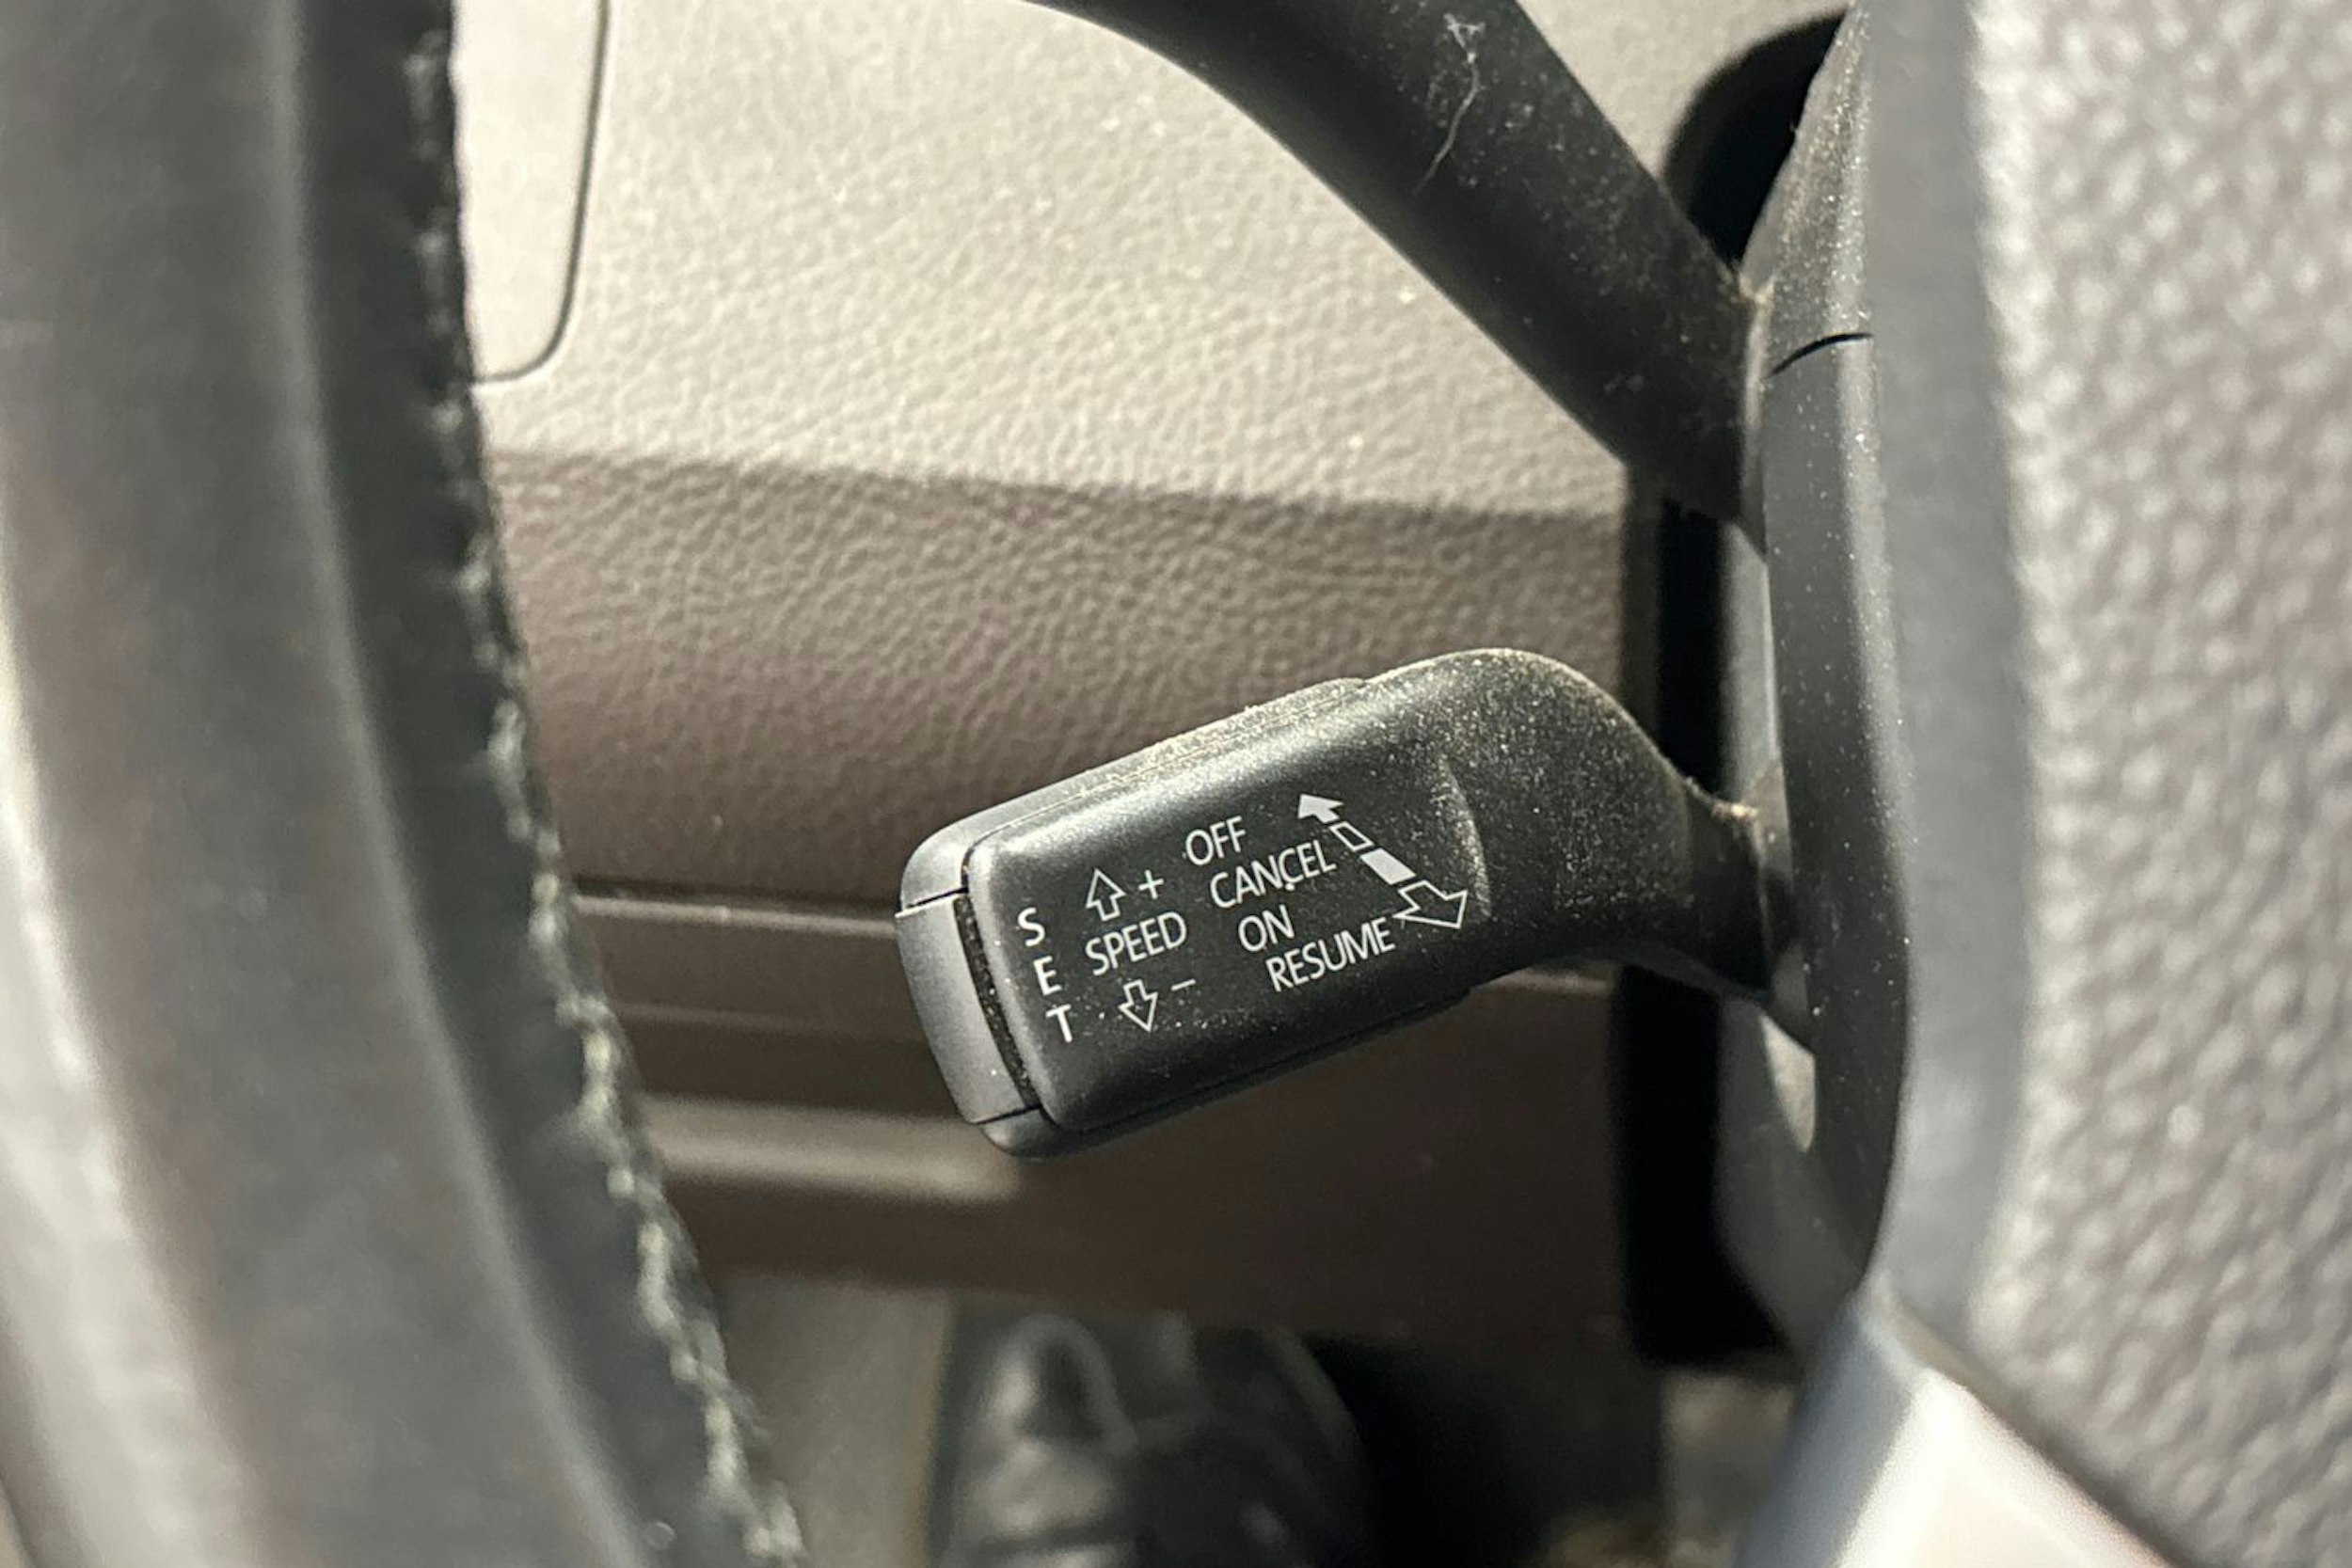 S
E
T
+
SPEED
−
OFF
CANCEL
ON
RESUME